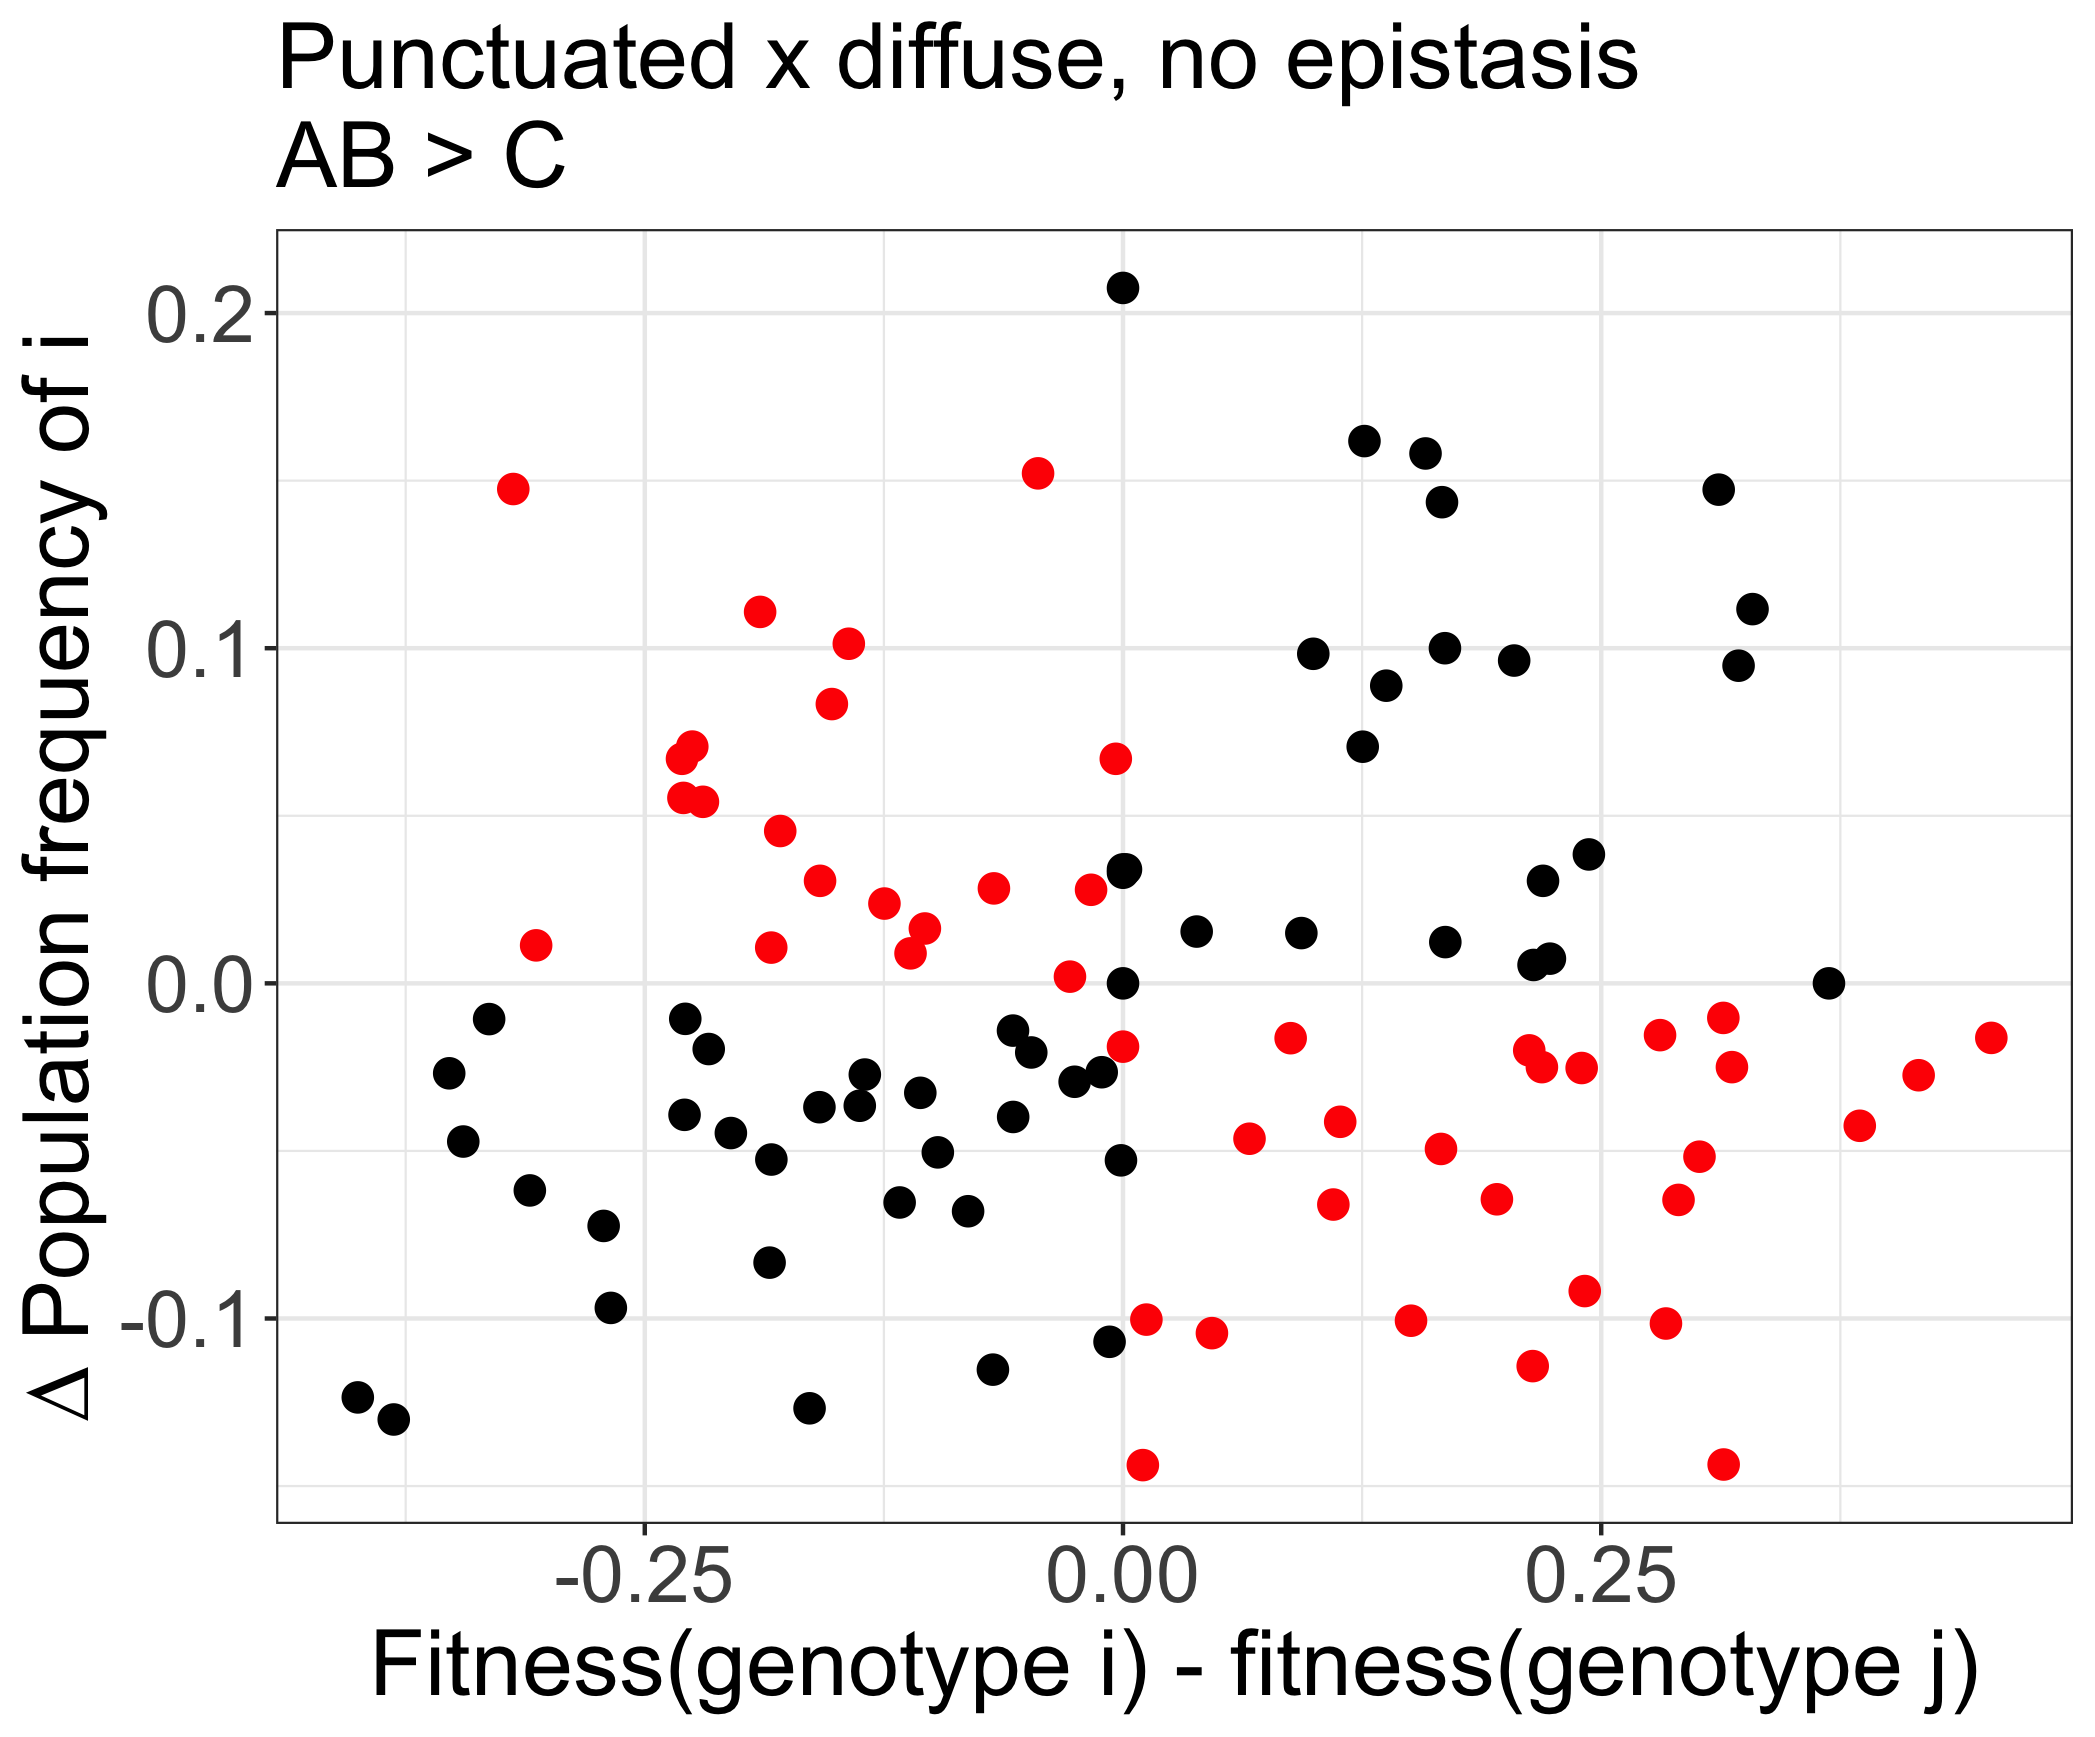 Punctuated x diffuse, no epistasis
AB > C
Δ Population frequency of i
0.2
0.1
0.0
-0.1
-0.25 0.00 0.25
Fitness(genotype i) - fitness(genotype j)